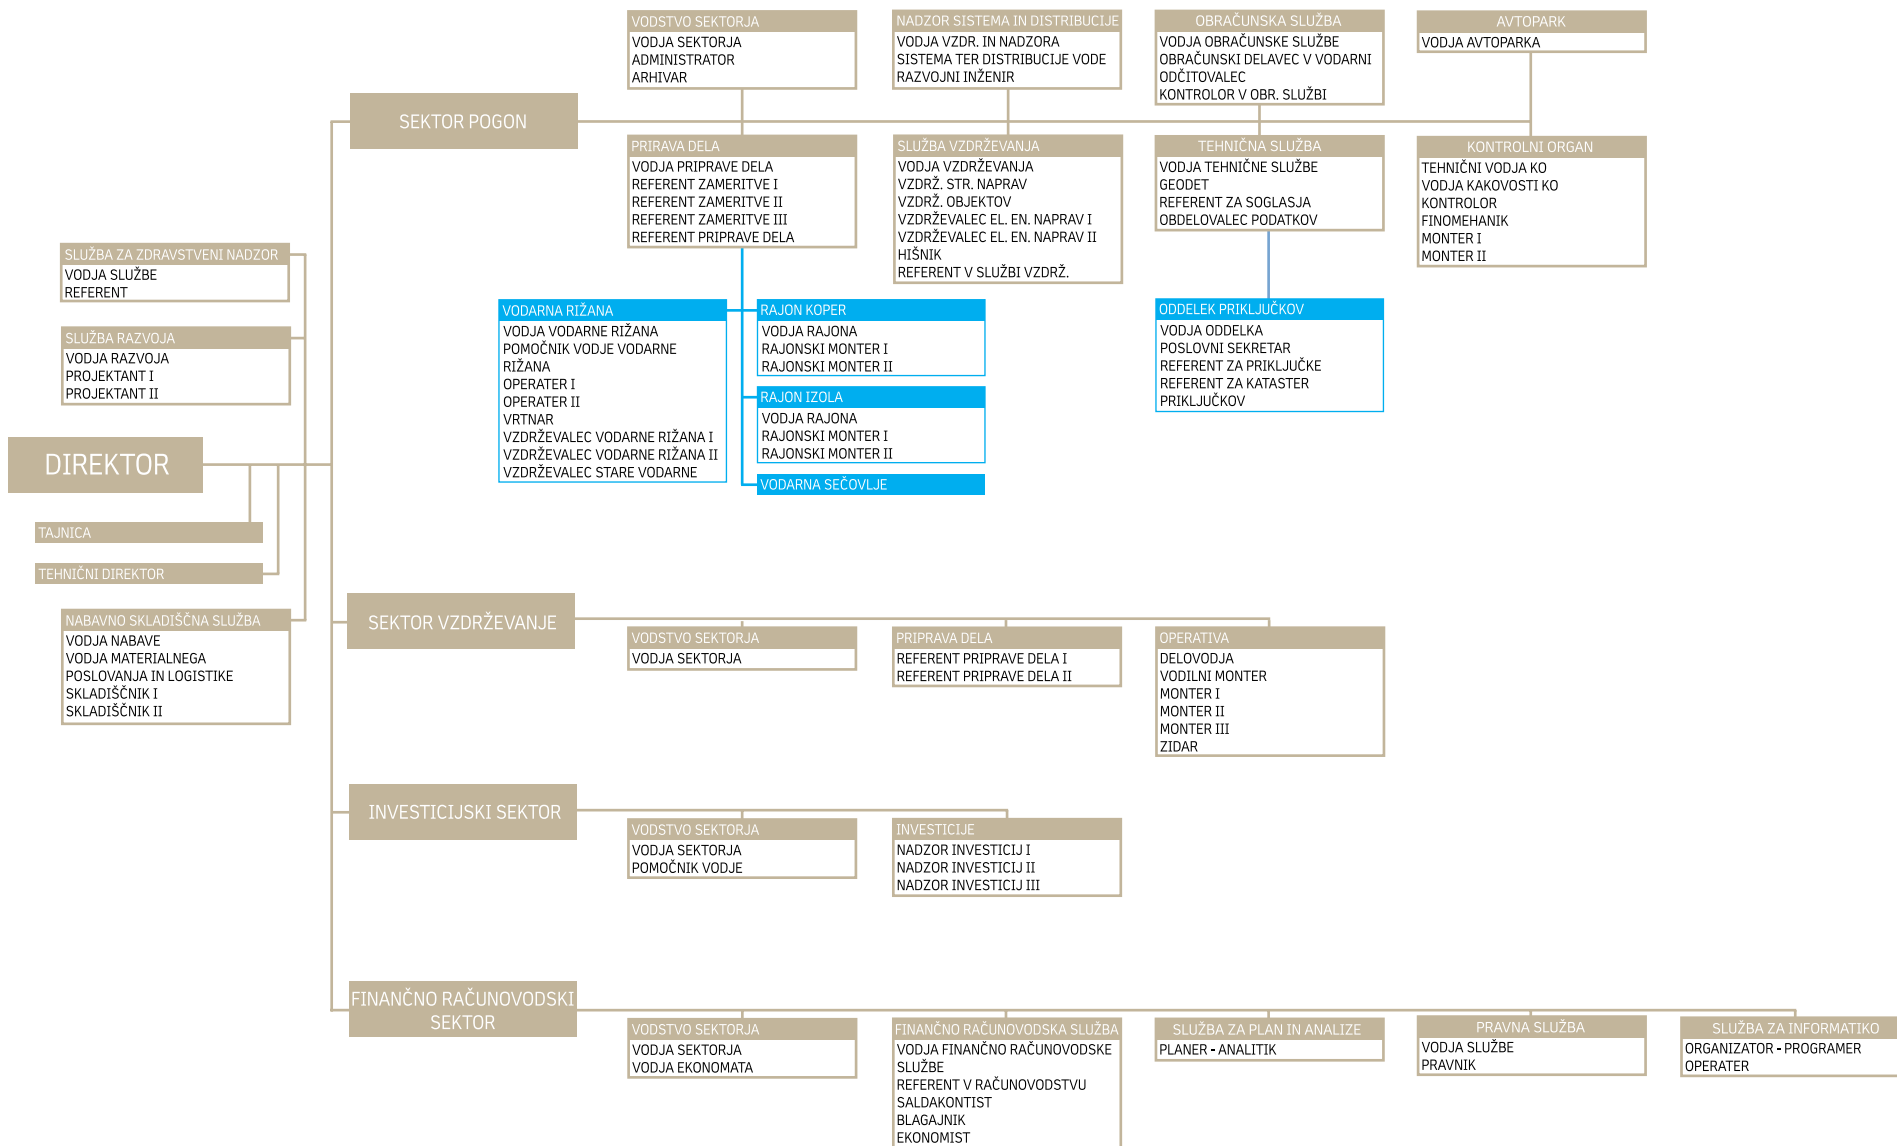 VODSTVO SEKTORJA
VODJA SEKTORJA
ADMINISTRATOR
ARHIVAR
NADZOR SISTEMA IN DISTRIBUCIJE
VODJA VZDR. IN NADZORA
SISTEMA TER DISTRIBUCIJE VODE
RAZVOJNI INŽENIR
OBRAČUNSKA SLUŽBA
VODJA OBRAČUNSKE SLUŽBE
OBRAČUNSKI DELAVEC V VODARNI
ODČITOVALEC
KONTROLOR V OBR. SLUŽBI
AVTOPARK
VODJA AVTOPARKA
SEKTOR POGON
PRIRAVA DELA
VODJA PRIPRAVE DELA
REFERENT ZAMERITVE I
REFERENT ZAMERITVE II
REFERENT ZAMERITVE III
REFERENT PRIPRAVE DELA
SLUŽBA VZDRŽEVANJA
VODJA VZDRŽEVANJA
VZDRŽ. STR. NAPRAV
VZDRŽ. OBJEKTOV
VZDRŽEVALEC EL. EN. NAPRAV I
VZDRŽEVALEC EL. EN. NAPRAV II
HIŠNIK
REFERENT V SLUŽBI VZDRŽ.
TEHNIČNA SLUŽBA
VODJA TEHNIČNE SLUŽBE
GEODET
REFERENT ZA SOGLASJA
OBDELOVALEC PODATKOV
KONTROLNI ORGAN
TEHNIČNI VODJA KO
VODJA KAKOVOSTI KO
KONTROLOR
FINOMEHANIK
MONTER I
MONTER II
SLUŽBA ZA ZDRAVSTVENI NADZOR
VODJA SLUŽBE
REFERENT
SLUŽBA RAZVOJA
VODJA RAZVOJA
PROJEKTANT I
PROJEKTANT II
VODARNA RIŽANA
VODJA VODARNE RIŽANA
POMOČNIK VODJE VODARNE
RIŽANA
OPERATER I
OPERATER II
VRTNAR
VZDRŽEVALEC VODARNE RIŽANA I
VZDRŽEVALEC VODARNE RIŽANA II
VZDRŽEVALEC STARE VODARNE
RAJON KOPER
VODJA RAJONA
RAJONSKI MONTER I
RAJONSKI MONTER II
RAJON IZOLA
VODJA RAJONA
RAJONSKI MONTER I
RAJONSKI MONTER II
VODARNA SEČOVLJE
ODDELEK PRIKLJUČKOV
VODJA ODDELKA
POSLOVNI SEKRETAR
REFERENT ZA PRIKLJUČKE
REFERENT ZA KATASTER
PRIKLJUČKOV
DIREKTOR
TAJNICA
TEHNIČNI DIREKTOR
NABAVNO SKLADIŠČNA SLUŽBA
VODJA NABAVE
VODJA MATERIALNEGA
POSLOVANJA IN LOGISTIKE
SKLADIŠČNIK I
SKLADIŠČNIK II
SEKTOR VZDRŽEVANJE
VODSTVO SEKTORJA
VODJA SEKTORJA
PRIPRAVA DELA
REFERENT PRIPRAVE DELA I
REFERENT PRIPRAVE DELA II
OPERATIVA
DELOVODJA
VODILNI MONTER
MONTER I
MONTER II
MONTER III
ZIDAR
INVESTICIJSKI SEKTOR
VODSTVO SEKTORJA
VODJA SEKTORJA
POMOČNIK VODJE
INVESTICIJE
NADZOR INVESTICIJ I
NADZOR INVESTICIJ II
NADZOR INVESTICIJ III
FINANČNO RAČUNOVODSKI
SEKTOR
VODSTVO SEKTORJA
VODJA SEKTORJA
VODJA EKONOMATA
FINANČNO RAČUNOVODSKA SLUŽBA
VODJA FINANČNO RAČUNOVODSKE
SLUŽBE
REFERENT V RAČUNOVODSTVU
SALDAKONTIST
BLAGAJNIK
EKONOMIST
SLUŽBA ZA PLAN IN ANALIZE
PLANER - ANALITIK
PRAVNA SLUŽBA
VODJA SLUŽBE
PRAVNIK
SLUŽBA ZA INFORMATIKO
ORGANIZATOR - PROGRAMER
OPERATER